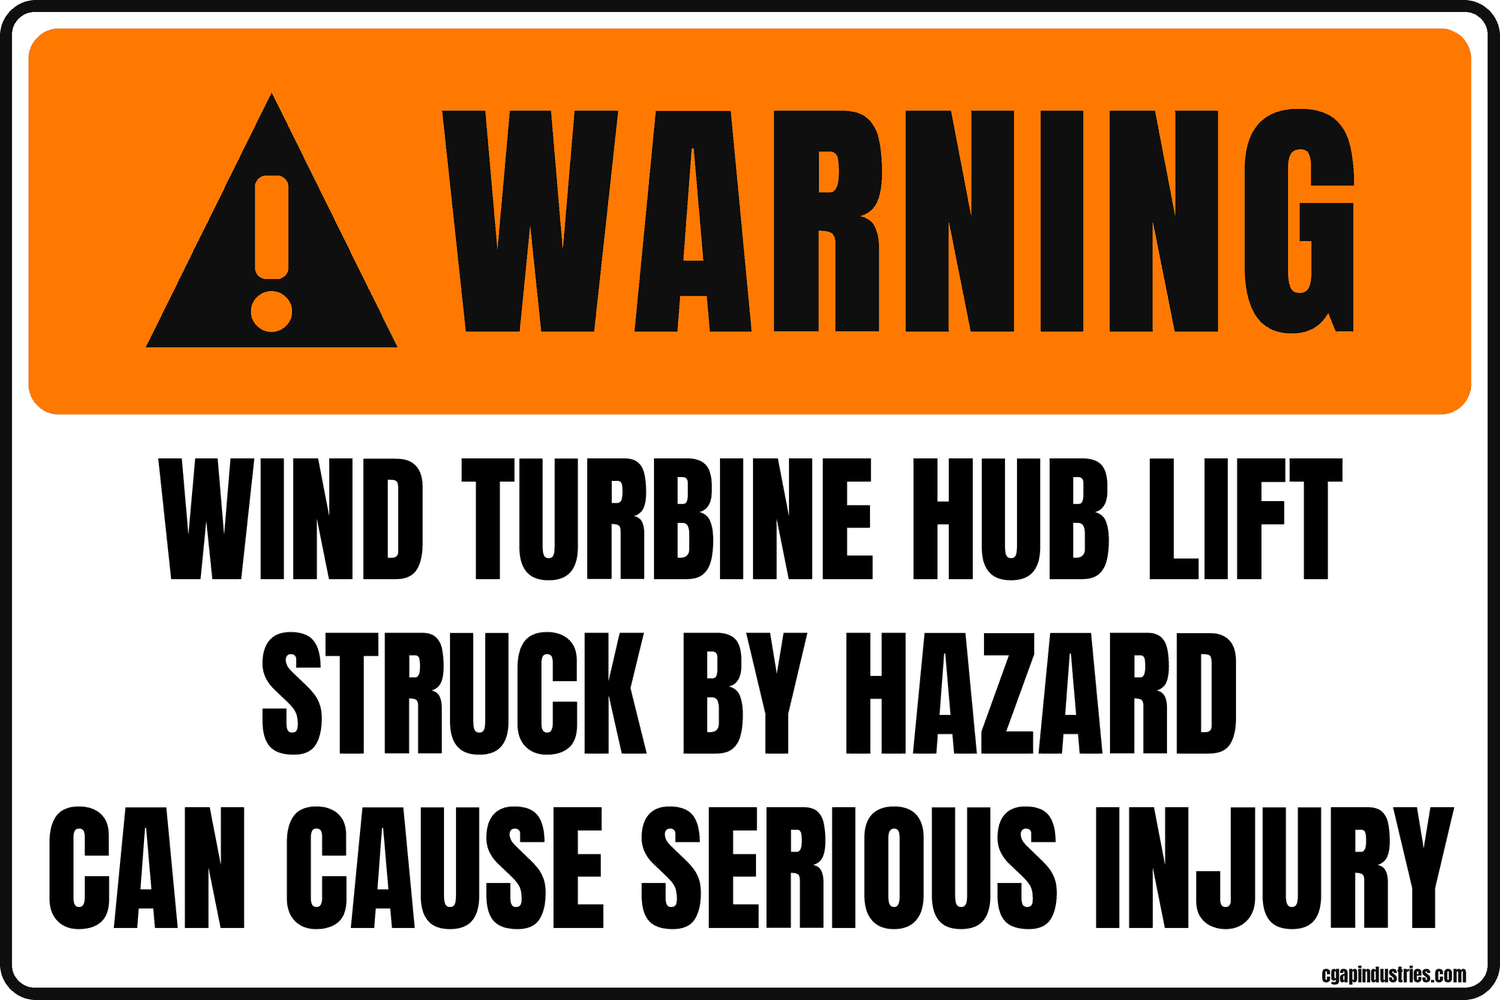 WARNING
WIND TURBINE HUB LIFT
STRUCK BY HAZARD
CAN CAUSE SERIOUS INJURY
cgapindustries.com